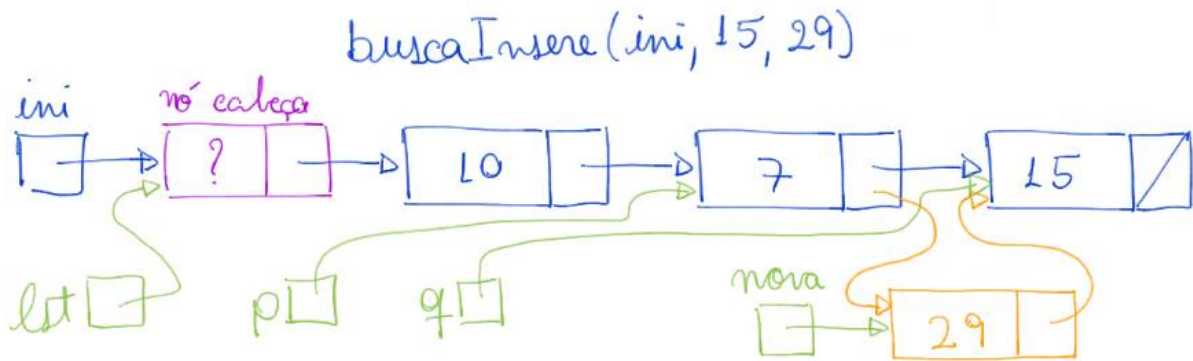 buscaInsere(ini, 15, 29)
ini
nó cabeça
? 10 7 15
lst p q nova
29